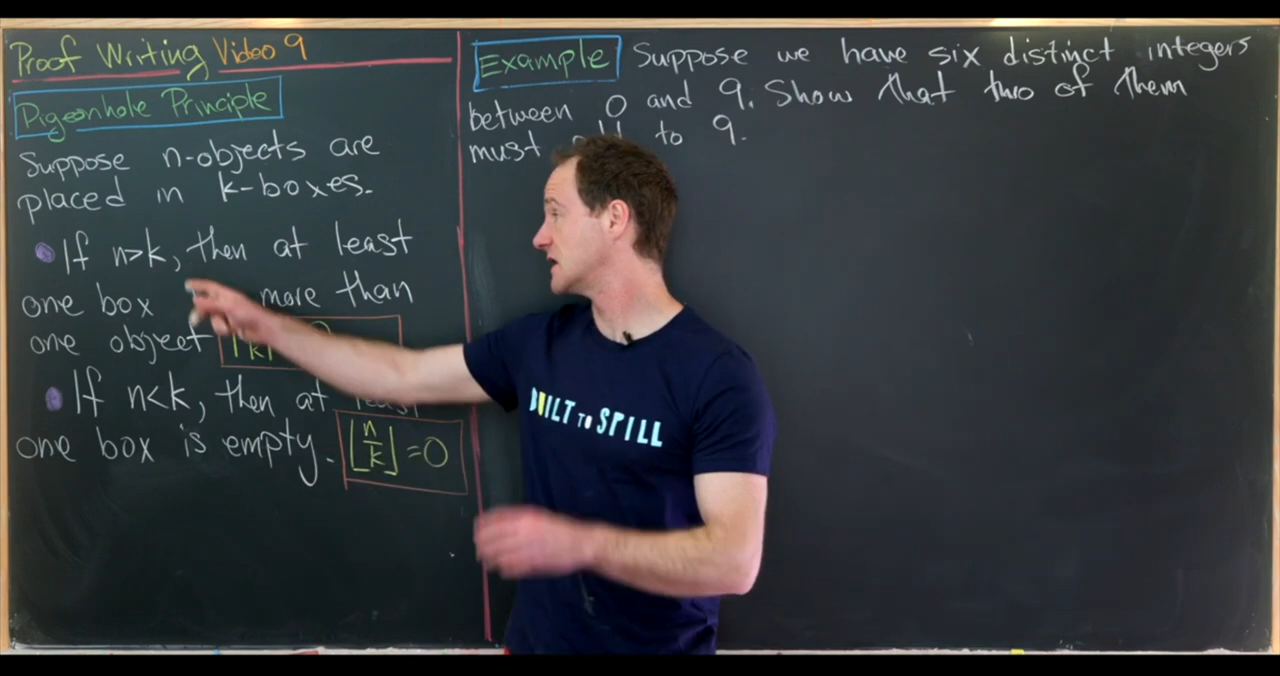 Proof Writing Video 9
Pigeonhole Principle
Suppose n-objects are
placed in k-boxes.
If n>k, then at least
one box more than
one object
If n<k, then at least
one box is empty. ⌊n/k⌋=0
Example Suppose we have six distinct integers
between 0 and 9. Show that two of them
must to 9.
BUILT TO SPILL